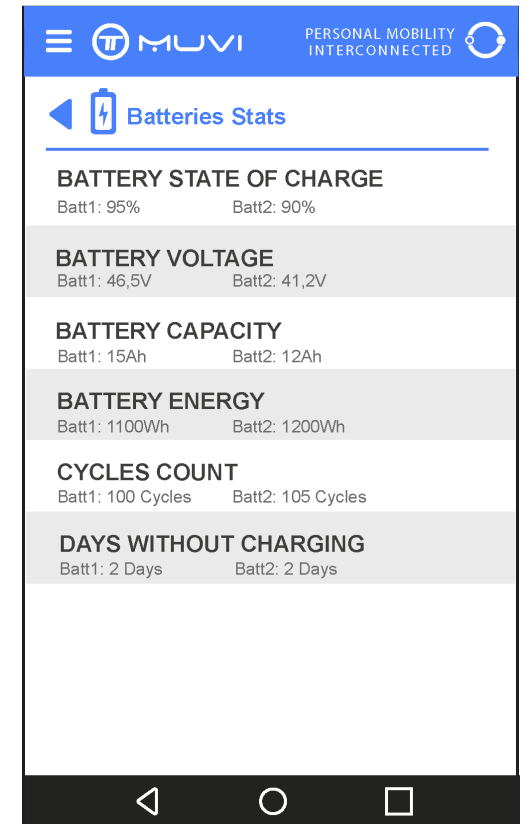 MUVI
PERSONAL MOBILITY
INTERCONNECTED
Batteries Stats
BATTERY STATE OF CHARGE
Batt1: 95% Batt2: 90%
BATTERY VOLTAGE
Batt1: 46,5V Batt2: 41,2V
BATTERY CAPACITY
Batt1: 15Ah Batt2: 12Ah
BATTERY ENERGY
Batt1: 1100Wh Batt2: 1200Wh
CYCLES COUNT
Batt1: 100 Cycles Batt2: 105 Cycles
DAYS WITHOUT CHARGING
Batt1: 2 Days Batt2: 2 Days